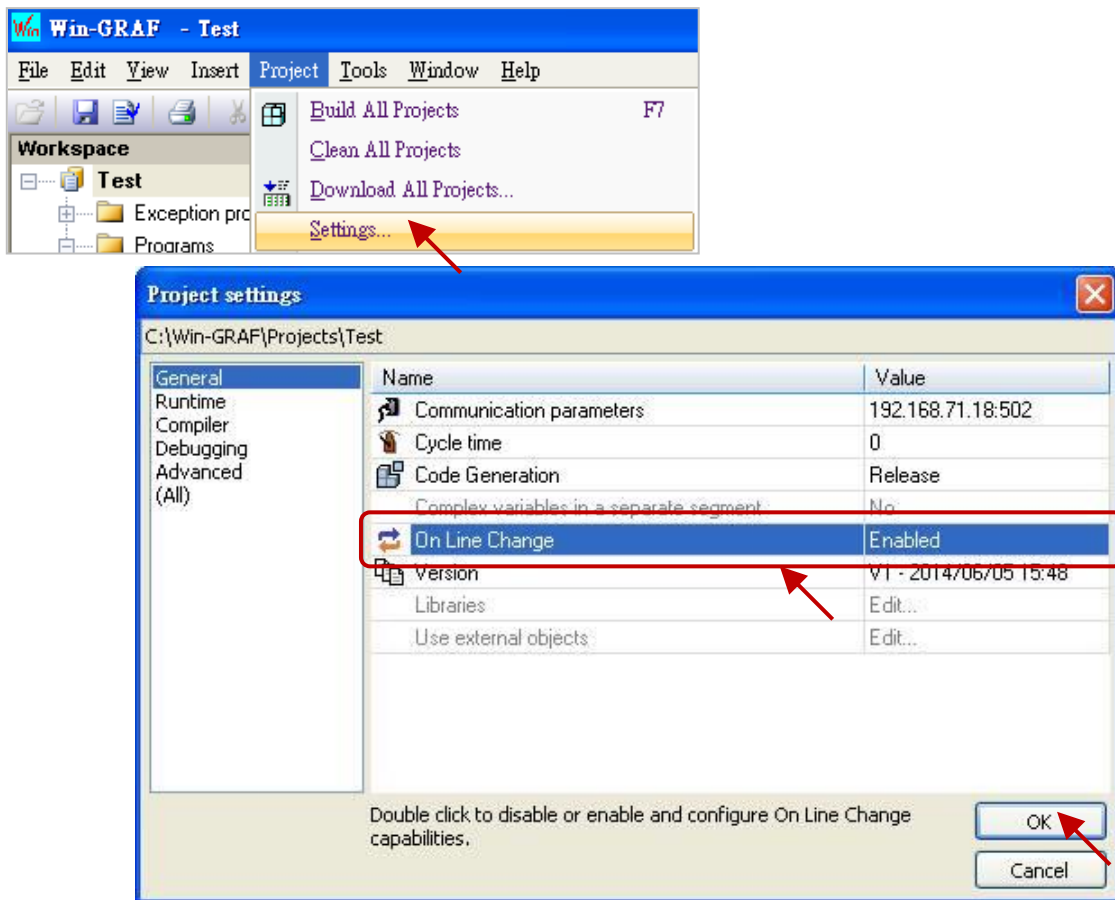 Win-GRAF - Test
File Edit View Insert Project Tools Window Help
Build All Projects F7
Workspace
Clean All Projects
Test
Download All Projects...
Exception pro
Settings...
Programs
Project settings
C:\Win-GRAF\Projects\Test
General
Runtime
Compiler
Debugging
Advanced
(All)
Name Value
Communication parameters 192.168.71.18:502
Cycle time 0
Code Generation Release
Complex variables in a separate segment No
On Line Change Enabled
Version V1 - 2014/06/05 15:48
Libraries Edit...
Use external objects Edit...
Double click to disable or enable and configure On Line Change
capabilities.
OK
Cancel